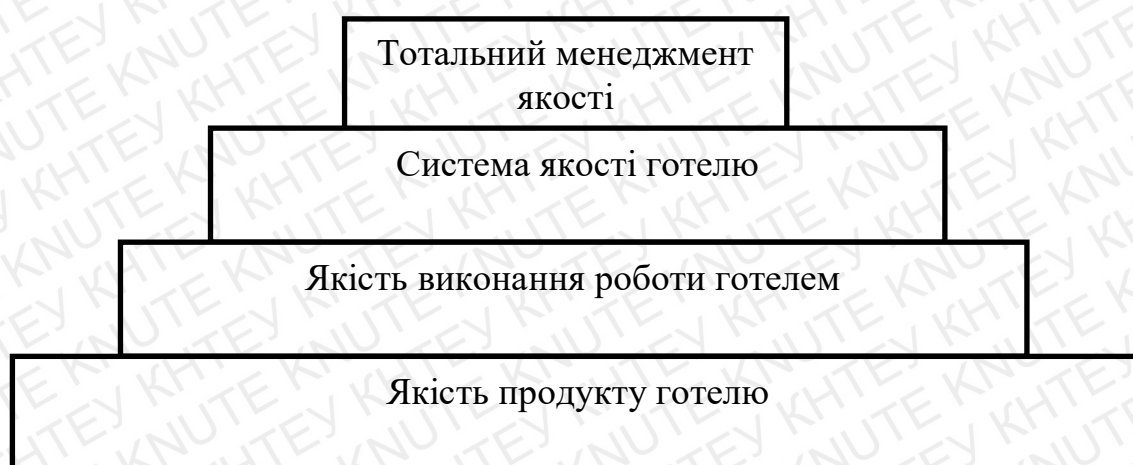 Тотальний менеджмент
якості
Система якості готелю
Якість виконання роботи готелем
Якість продукту готелю